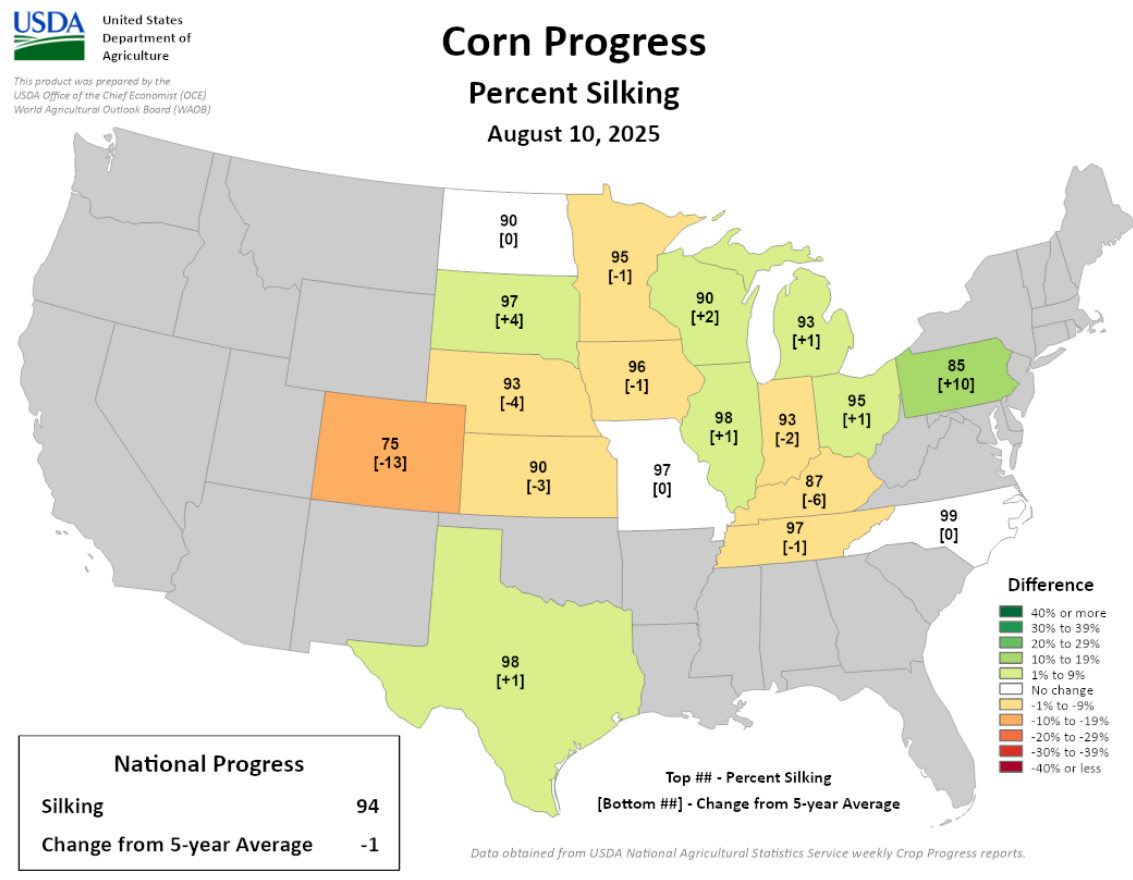 USDA
United States
Department of
Agriculture
This product was prepared by the
USDA Office of the Chief Economist (OCE)
World Agricultural Outlook Board (WAOB)
Corn Progress
Percent Silking
August 10, 2025
90
[0]
95
[-1]
97
[+4]
90
[+2]
93
[+1]
85
[+10]
93
[-4]
96
[-1]
98
[+1]
93
[-2]
95
[+1]
75
[-13]
90
[-3]
97
[0]
87
[-6]
97
[-1]
99
[0]
98
[+1]
Difference
40% or more
30% to 39%
20% to 29%
10% to 19%
1% to 9%
No change
-1% to -9%
-10% to -19%
-20% to -29%
-30% to -39%
-40% or less
National Progress
Silking 94
Change from 5-year Average -1
Top ## - Percent Silking
[Bottom ##] - Change from 5-year Average
Data obtained from USDA National Agricultural Statistics Service weekly Crop Progress reports.